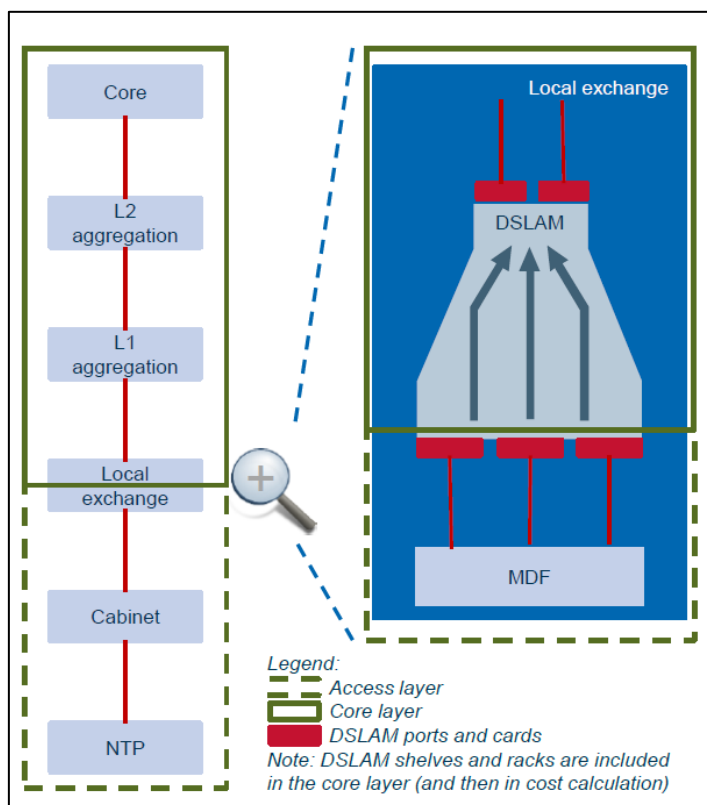 Core
L2
aggregation
L1
aggregation
Local
exchange
Cabinet
NTP
Local exchange
DSLAM
MDF
Legend:
Access layer
Core layer
DSLAM ports and cards
Note: DSLAM shelves and racks are included
in the core layer (and then in cost calculation)